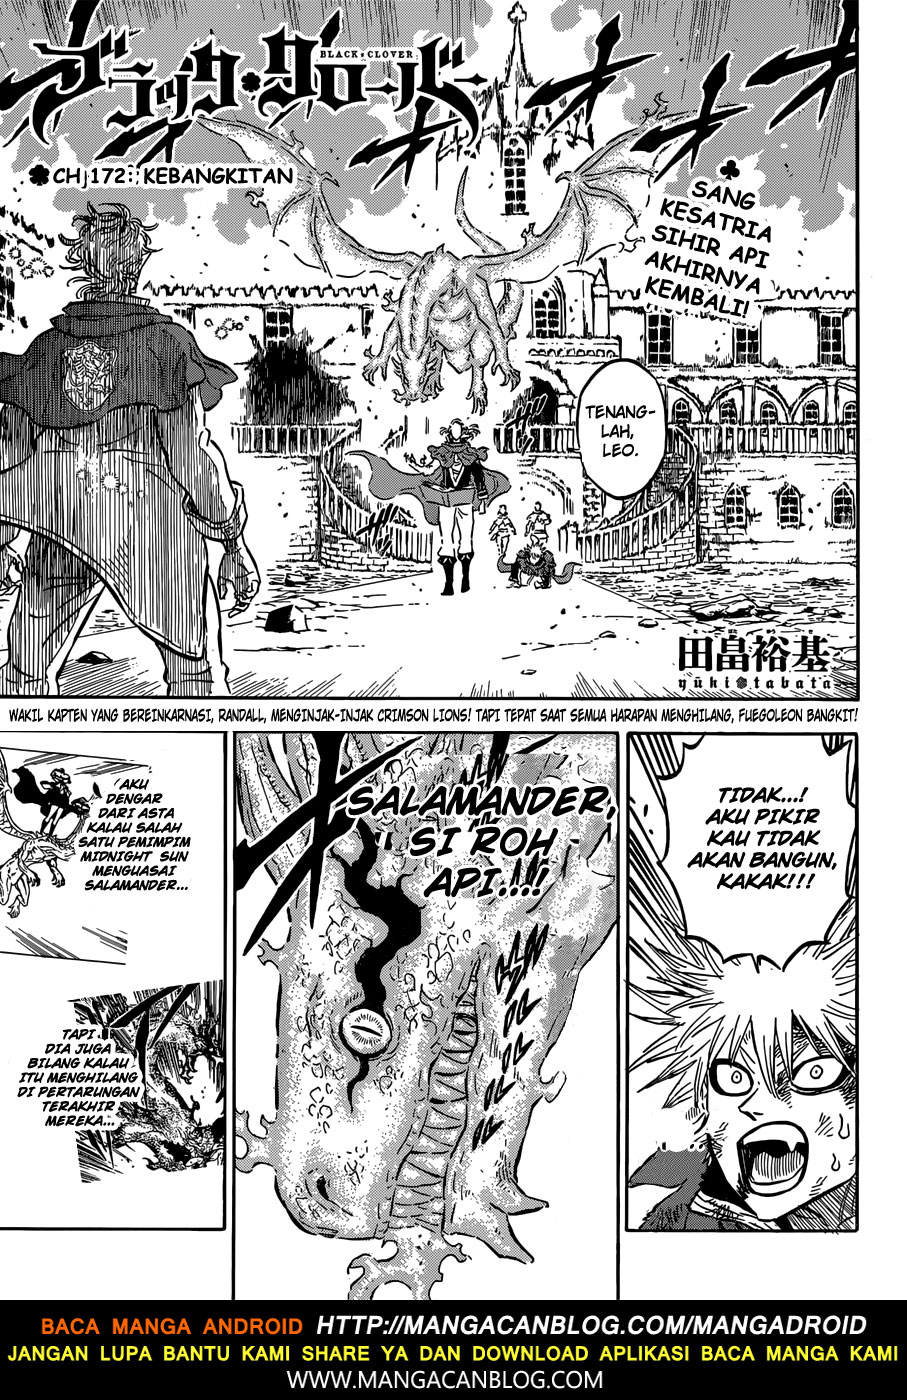 BLACK★CLOVER
ブラック♣クローバー
CH 172: KEBANGKITAN
SANG
KESATRIA
SIHIR API
AKHIRNYA
KEMBALI!
TENANG-
LAH,
LEO.
田畠裕基
yūki tabata
WAKIL KAPTEN YANG BEREINKARNASI, RANDALL, MENGINJAK-INJAK CRIMSON LIONS! TAPI TEPAT SAAT SEMUA HARAPAN MENGHILANG, FUEGOLEON BANGKIT!
TIDAK...!
AKU PIKIR
KAU TIDAK
AKAN BANGUN,
KAKAK!!!
SALAMANDER,
SI ROH
API...!!
AKU
DENGAR
DARI ASTA
KALAU SALAH
SATU PEMIMPIM
MIDNIGHT SUN
MENGUASAI
SALAMANDER...
TAPI
DIA JUGA
BILANG KALAU
ITU MENGHILANG
DI PERTARUNGAN
TERAKHIR
MEREKA...
BACA MANGA ANDROID HTTP://MANGACANBLOG.COM/MANGADROID
JANGAN LUPA BANTU KAMI SHARE YA DAN DOWNLOAD APLIKASI BACA MANGA KAMI
WWW.MANGACANBLOG.COM